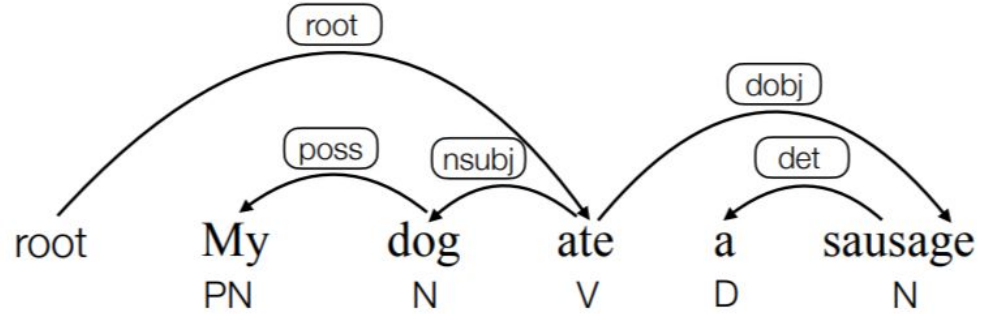 root
dobj
poss nsubj det
root My dog ate a sausage
PN N V D N